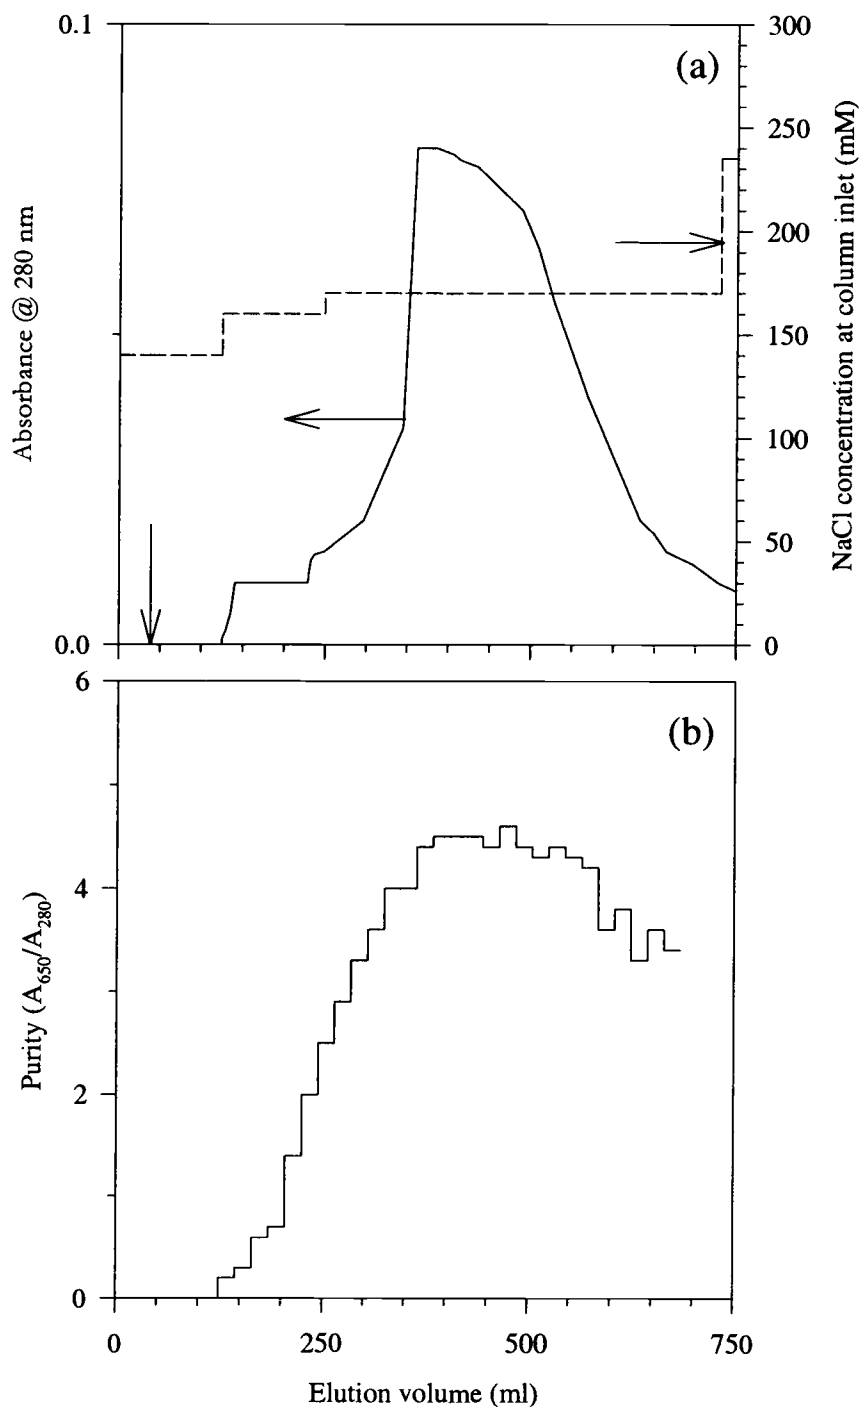 (a)
0.1
0.0
Absorbance @ 280 nm
300
250
200
150
100
50
0
NaCl concentration at column inlet (mM)
(b)
6
4
2
0
Purity (A650/A280)
0 250 500 750
Elution volume (ml)